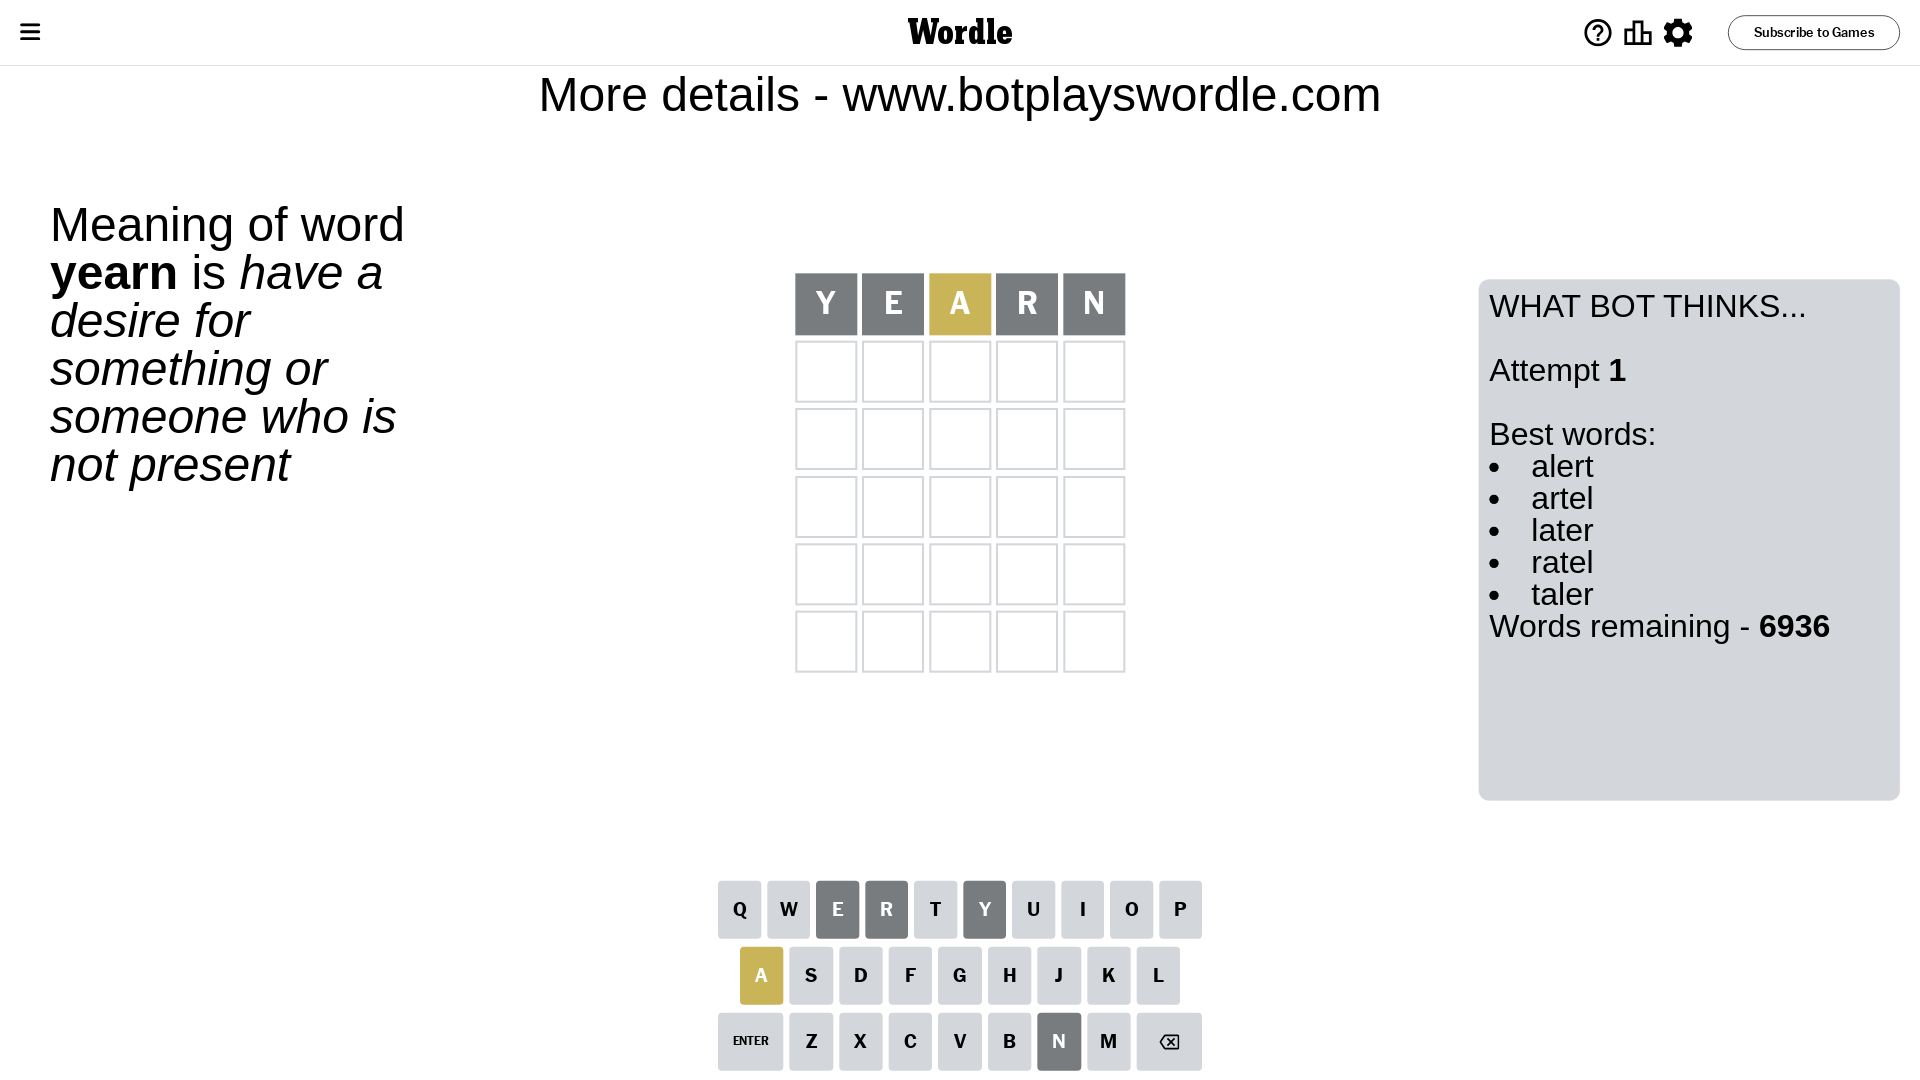 Wordle
Subscribe to Games
More details - www.botplayswordle.com
Meaning of word
yearn is have a
desire for
something or
someone who is
not present
Y E A R N
WHAT BOT THINKS...
Attempt 1
Best words:
• alert
• artel
• later
• ratel
• taler
Words remaining - 6936
Q W E R T Y U I O P
A S D F G H J K L
ENTER Z X C V B N M